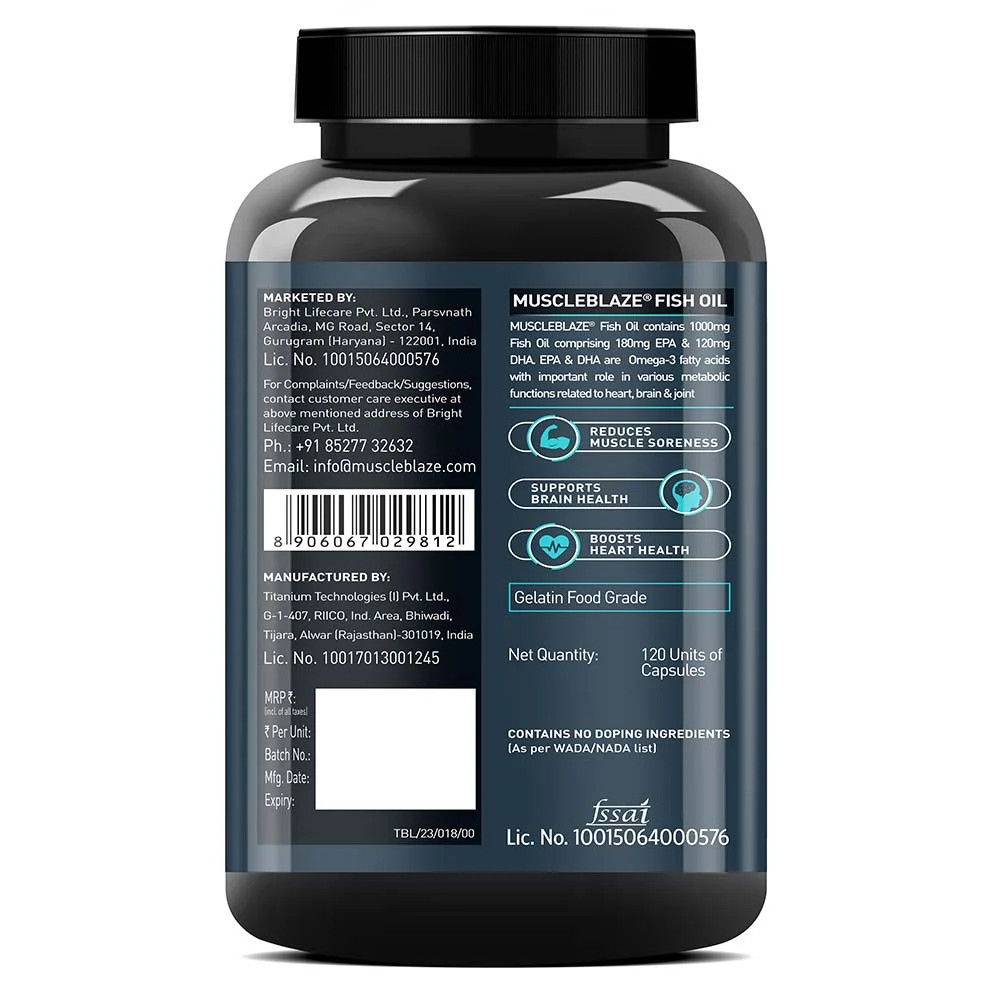 MARKETED BY:
Bright Lifecare Pvt. Ltd., Parsvnath
Arcadia, MG Road, Sector 14,
Gurugram (Haryana) - 122001, India
Lic. No. 10015064000576
For Complaints/Feedback/Suggestions,
contact customer care executive at
above mentioned address of Bright
Lifecare Pvt. Ltd.
Ph.: +91 85277 32632
Email: info@muscleblaze.com
8 906067 029812
MANUFACTURED BY:
Titanium Technologies (I) Pvt. Ltd.,
G-1-407, RIICO, Ind. Area, Bhiwadi,
Tijara, Alwar (Rajasthan)-301019, India
Lic. No. 10017013001245
MRP ₹:
(incl. of all taxes)
₹ Per Unit:
Batch No.:
Mfg. Date:
Expiry:
TBL/23/018/00
MUSCLEBLAZE® FISH OIL
MUSCLEBLAZE® Fish Oil contains 1000mg
Fish Oil comprising 180mg EPA & 120mg
DHA. EPA & DHA are Omega-3 fatty acids
with important role in various metabolic
functions related to heart, brain & joint
REDUCES
MUSCLE SORENESS
SUPPORTS
BRAIN HEALTH
BOOSTS
HEART HEALTH
Gelatin Food Grade
Net Quantity: 120 Units of
Capsules
CONTAINS NO DOPING INGREDIENTS
(As per WADA/NADA list)
fssai
Lic. No. 10015064000576